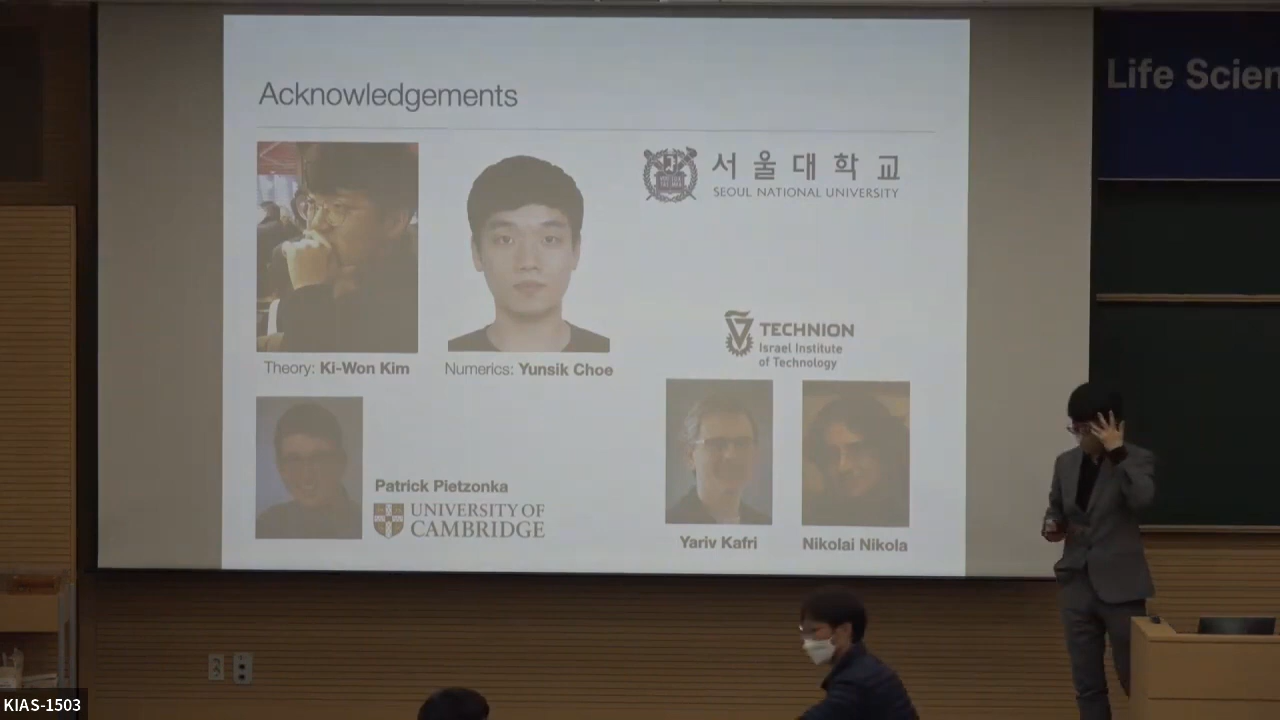 Acknowledgements
Life Scien
서울대학교
SEOUL NATIONAL UNIVERSITY
TECHNION
Israel Institute
of Technology
Theory: Ki-Won Kim
Numerics: Yunsik Choe
Patrick Pietzonka
UNIVERSITY OF
CAMBRIDGE
Yariv Kafri
Nikolai Nikola
KIAS-1503